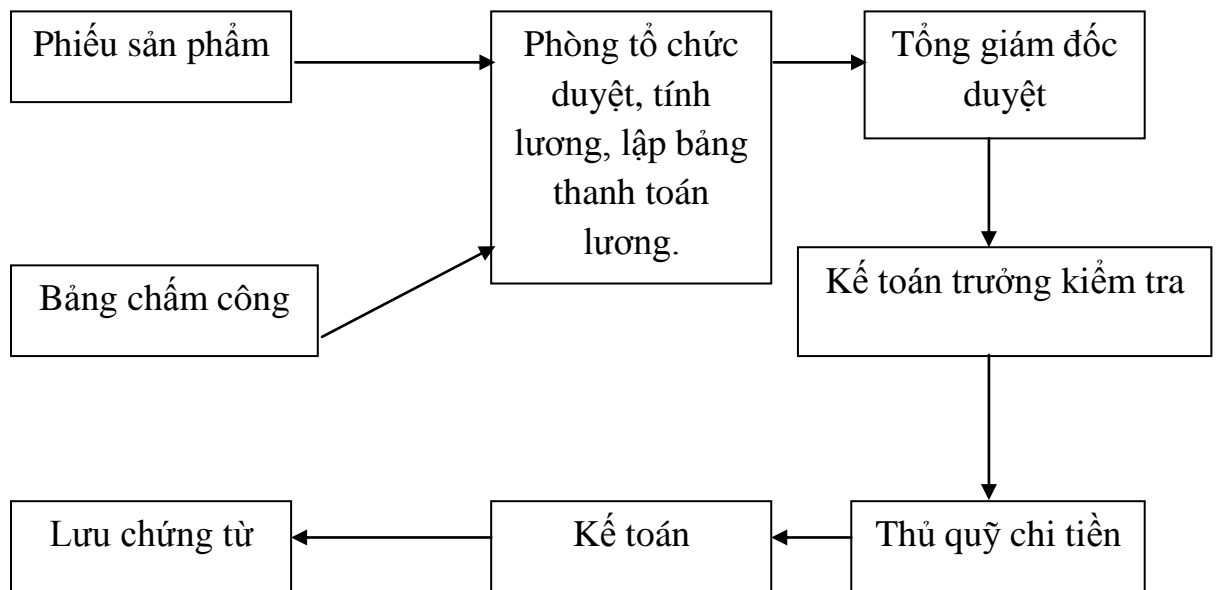 Phiếu sản phẩm
Phòng tổ chức
duyệt, tính
lương, lập bảng
thanh toán
lương.
Tổng giám đốc
duyệt
Bảng chấm công
Kế toán trưởng kiểm tra
Lưu chứng từ
Kế toán
Thủ quỹ chi tiền